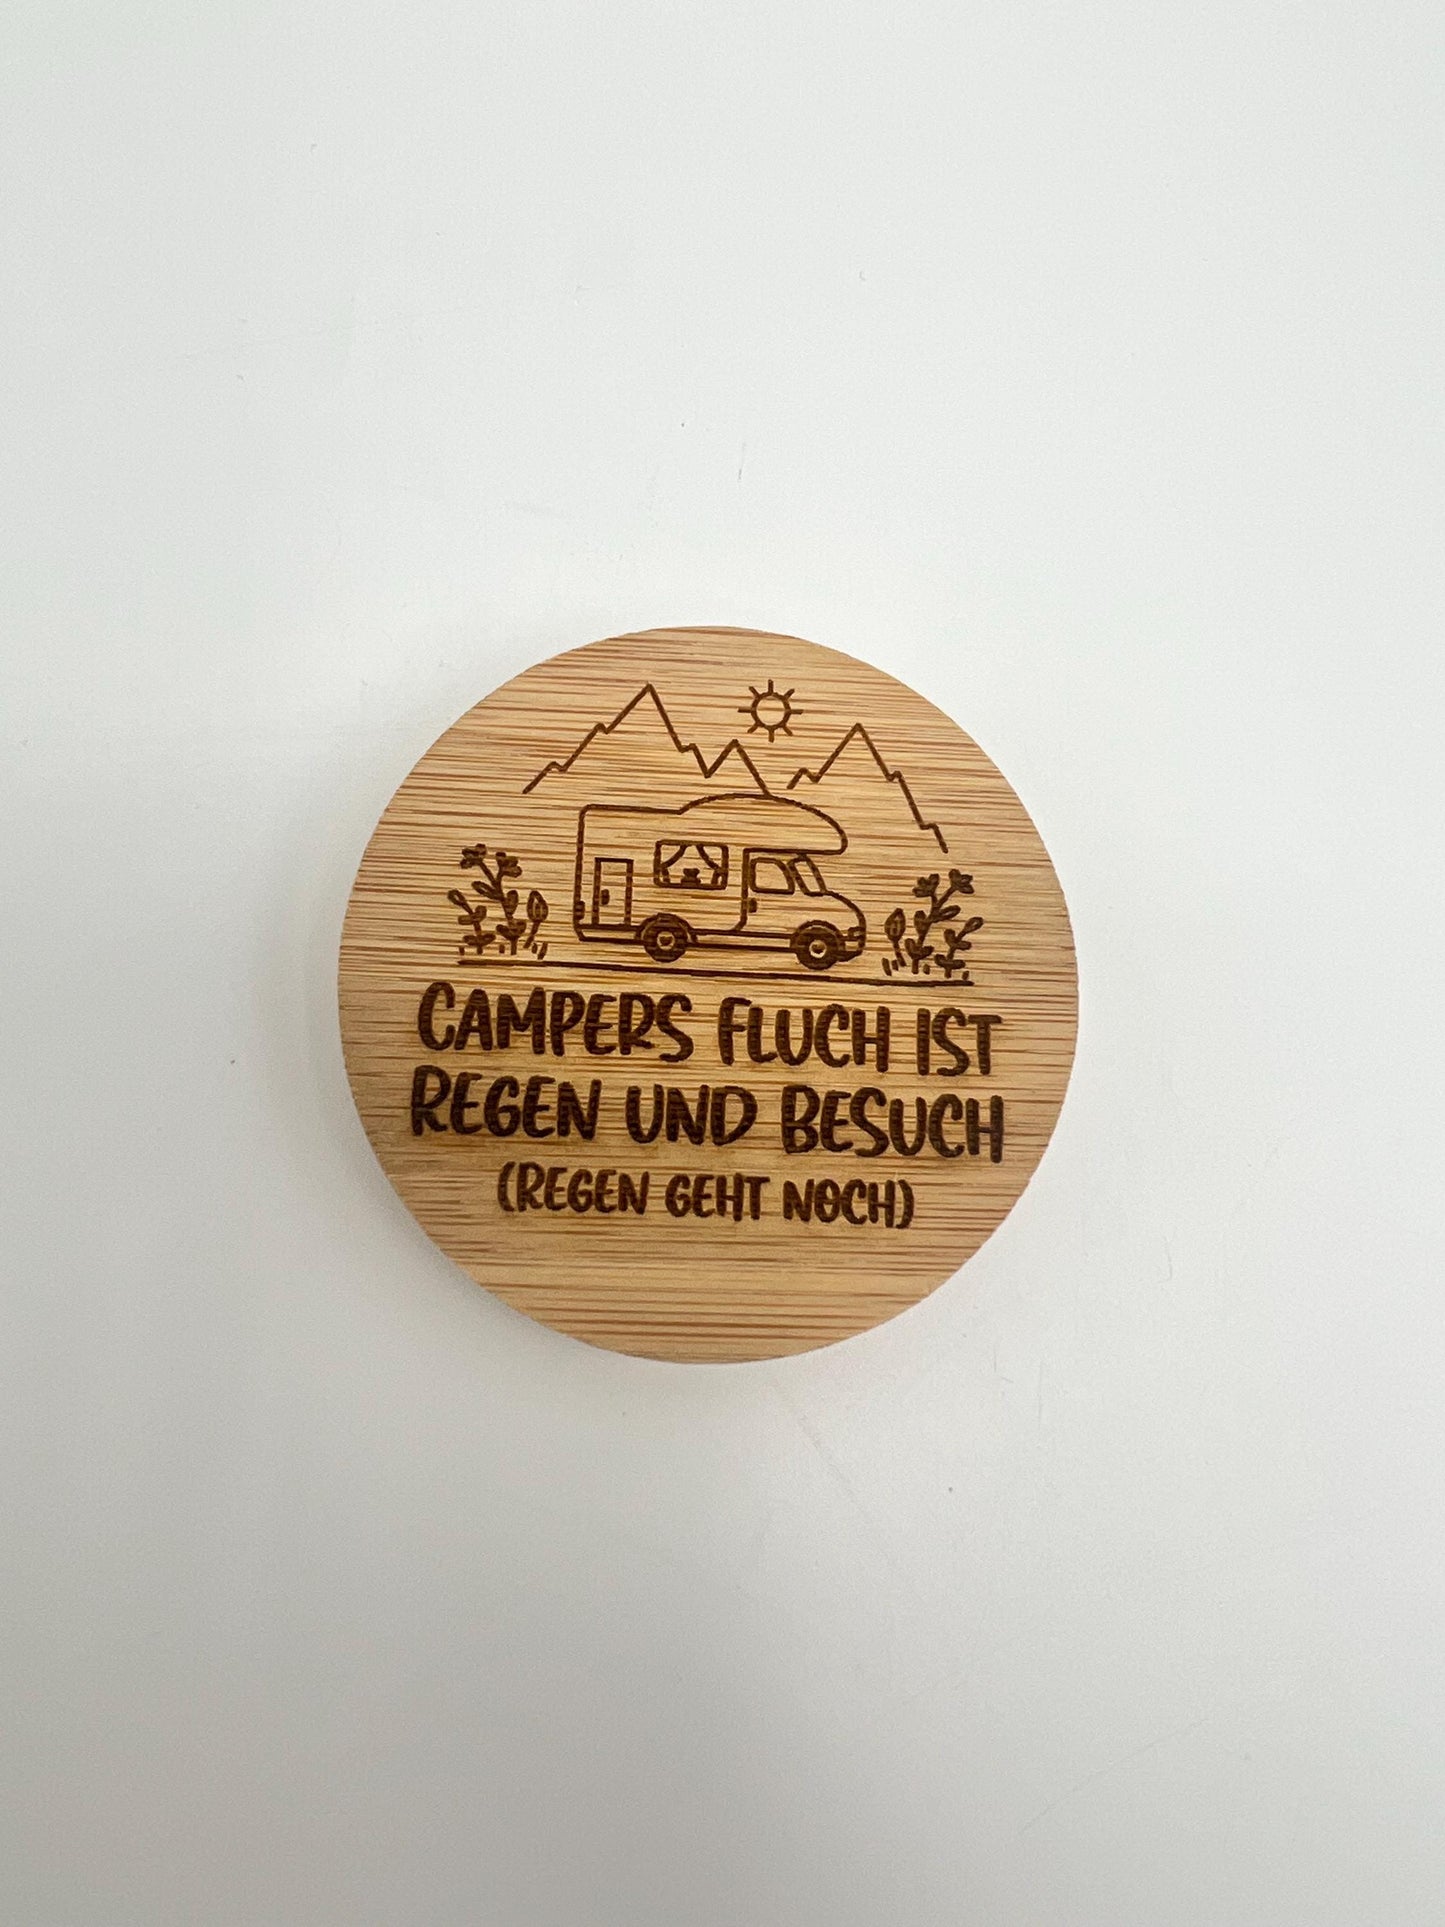 CAMPERS FLUCH IST
REGEN UND BESUCH
(REGEN GEHT NOCH)